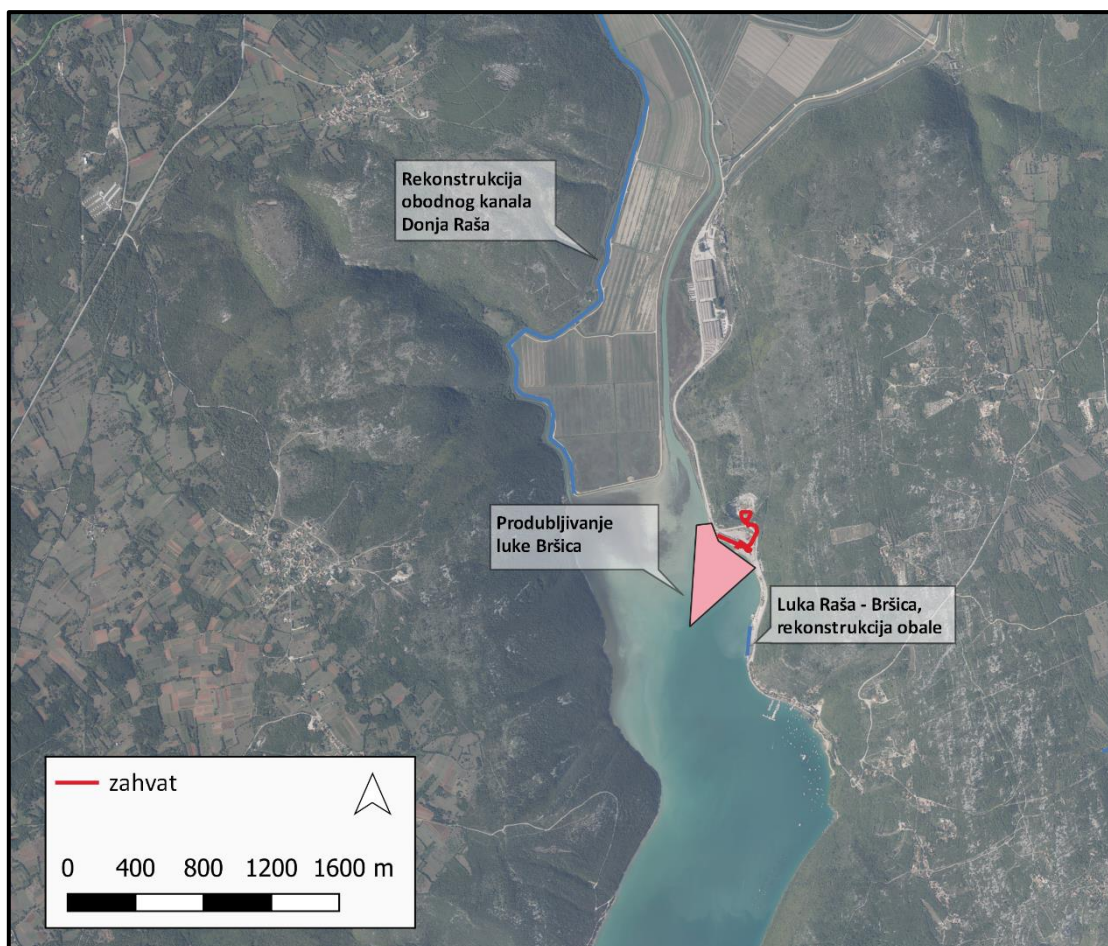 Rekonstrukcija
obodnog kanala
Donja Raša
Produbljivanje
luke Bršica
Luka Raša - Bršica,
rekonstrukcija obale
zahvat
0 400 800 1200 1600 m